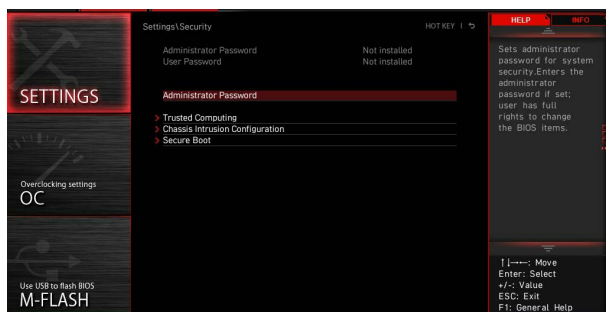 Settings\Security
HOT KEY
HELP
INFO
Administrator Password Not installed
User Password Not installed
Administrator Password
Trusted Computing
Chassis Intrusion Configuration
Secure Boot
SETTINGS
Overclocking settings
OC
Use USB to flash BIOS
M-FLASH
Sets administrator
password for system
security.Enters the
administrator
password if set;
user has full
rights to change
the BIOS items.
↑↓→←: Move
Enter: Select
+/-: Value
ESC: Exit
F1: General Help